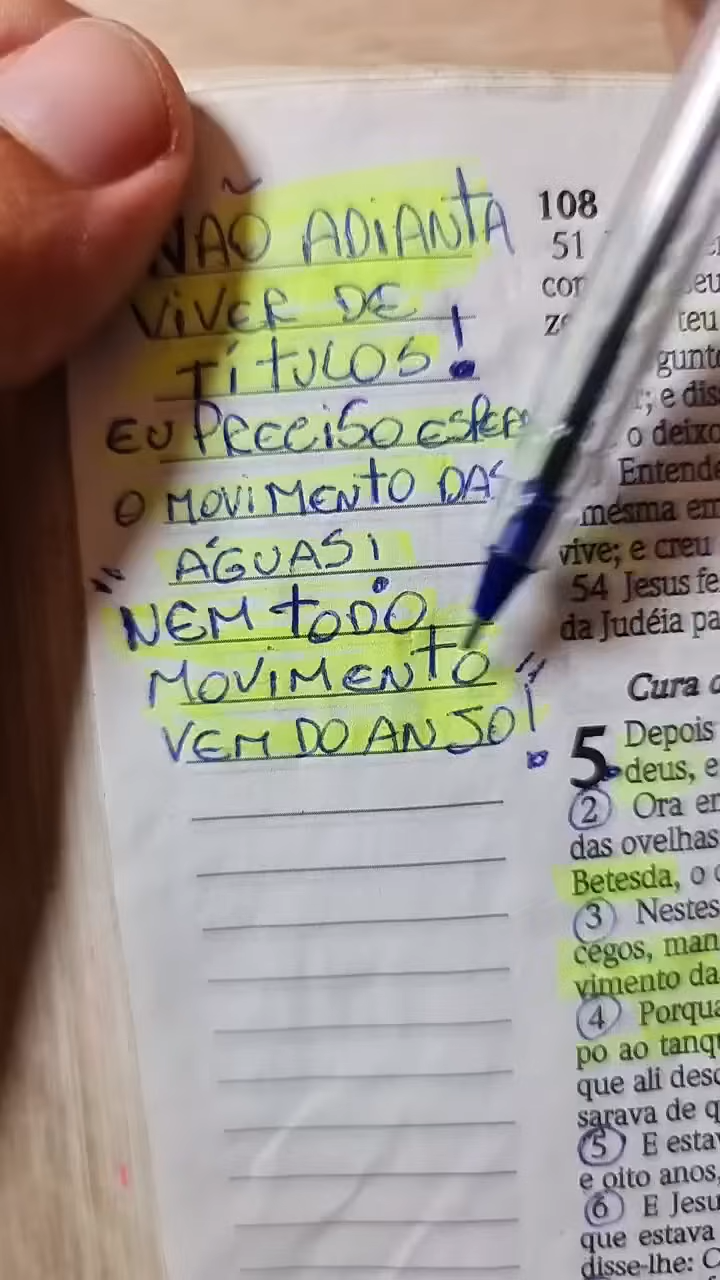 NÃO ADIANTA
VIVER DE
TÍTULOS!
EU PRECISO
O MOVIMENTO DAS
ÁGUAS!
"NEM TODO
MOVIMENTO
VEM DO ANJO!"
108
51
o deixo
Entende
mesma em
vive; e creu
54 Jesus fe
da Judéia pa
Cura
5 Depois
deus, e
2 Ora
das ovelhas
Betesda, o
3 Nestes
cegos, man
vimento da
4 Porqu
po ao tanq
que ali des
sarava de
5 E esta
e oito anos,
6 E Jesu
que estava
disse-lhe: